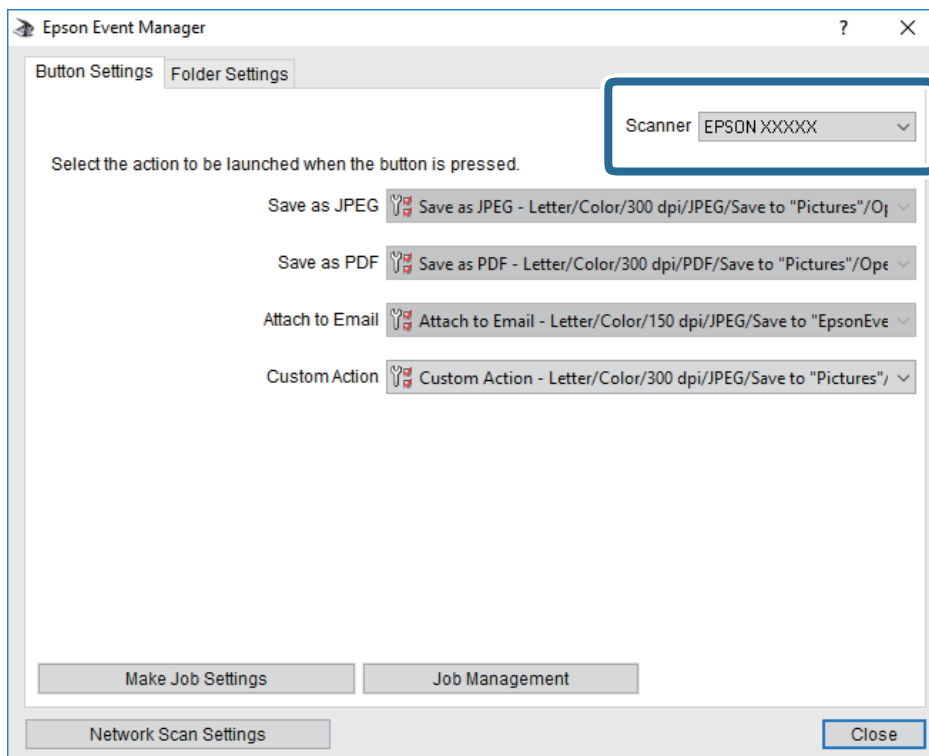 Epson Event Manager
Button Settings Folder Settings
Scanner EPSON XXXXX
Select the action to be launched when the button is pressed.
Save as JPEG Save as JPEG - Letter/Color/300 dpi/JPEG/Save to "Pictures"/Op
Save as PDF Save as PDF - Letter/Color/300 dpi/PDF/Save to "Pictures"/Ope
Attach to Email Attach to Email - Letter/Color/150 dpi/JPEG/Save to "EpsonEve
Custom Action Custom Action - Letter/Color/300 dpi/JPEG/Save to "Pictures"/
Make Job Settings Job Management
Network Scan Settings Close